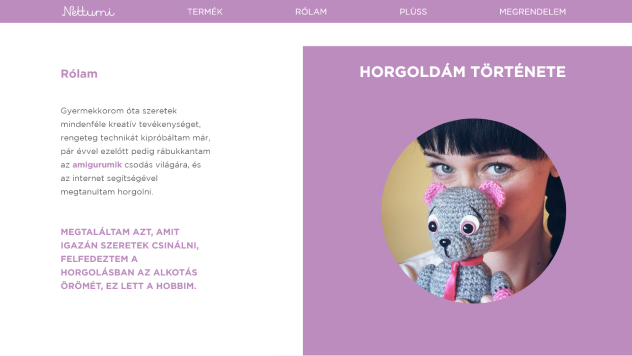 Nettumi
TERMÉK
RÓLAM
PLÜSS
MEGRENDELEM
Rólam
Gyermekkorom óta szeretek
mindenféle kreatív tevékenységet,
rengeteg technikát kipróbáltam már,
pár évvel ezelőtt pedig rábukkantam
az amigurumik csodás világára, és
az internet segítségével
megtanultam horgolni.
MEGTALÁLTAM AZT, AMIT
IGAZÁN SZERETEK CSINÁLNI,
FELFEDEZTEM A
HORGOLÁSBAN AZ ALKOTÁS
ÖRÖMÉT, EZ LETT A HOBBIM.
HORGOLDÁM TÖRTÉNETE